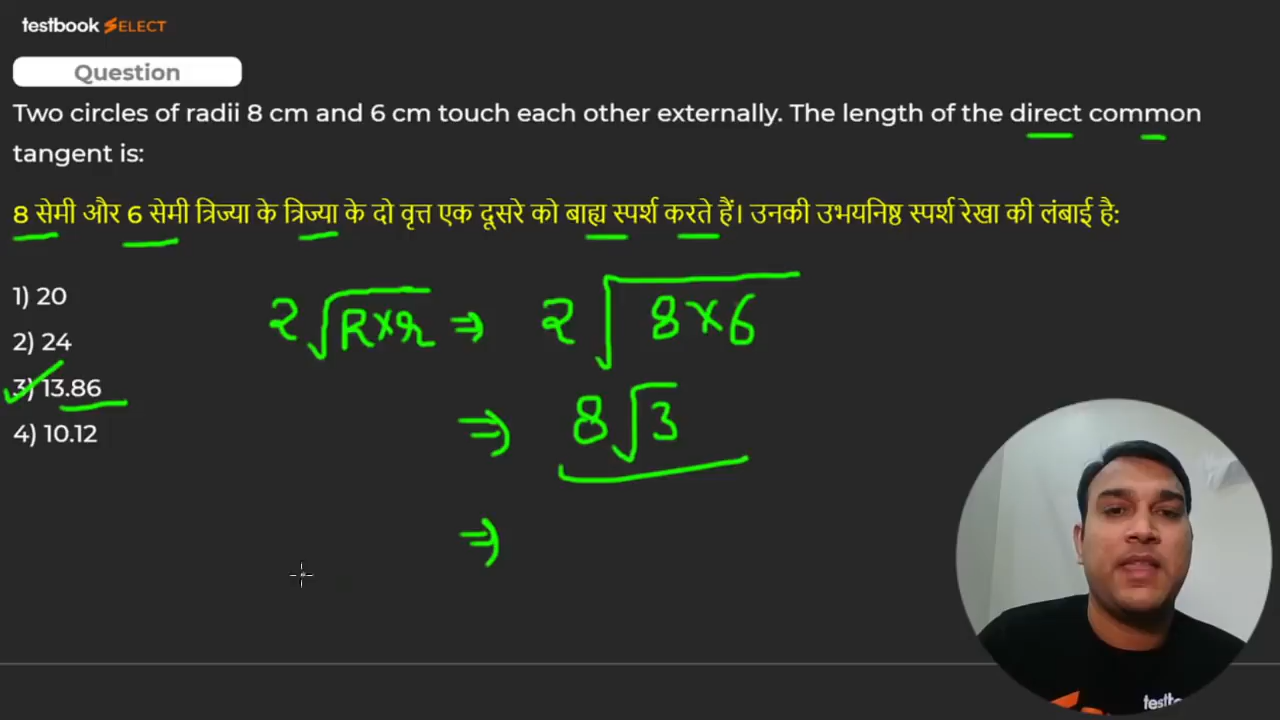 testbook SELECT
Question
Two circles of radii 8 cm and 6 cm touch each other externally. The length of the direct common
tangent is:
8 सेमी और 6 सेमी त्रिज्या के त्रिज्या के दो वृत्त एक दूसरे को बाह्य स्पर्श करते हैं। उनकी उभयनिष्ठ स्पर्श रेखा की लंबाई है:
1) 20
2) 24
3) 13.86
4) 10.12
2√R×r ⇒ 2√8×6
⇒ 8√3
⇒
testb